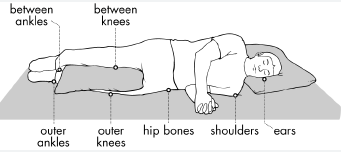 between
ankles
between
knees
outer
ankles
outer
knees
hip bones
shoulders
ears